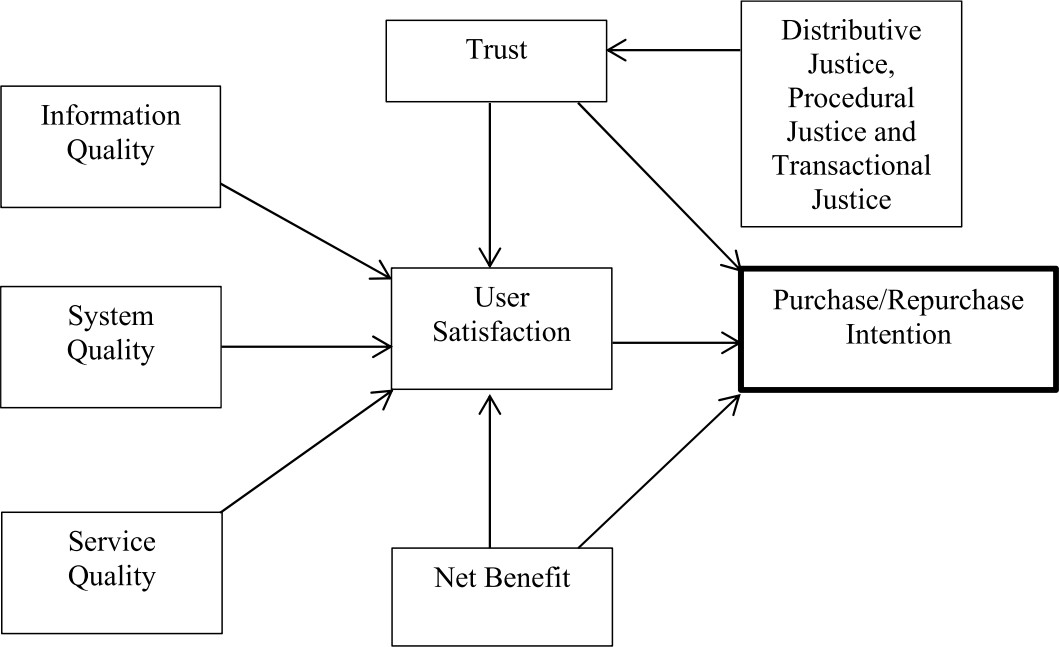 Trust
Distributive
Justice,
Procedural
Justice and
Transactional
Justice
Information
Quality
System
Quality
User
Satisfaction
Purchase/Repurchase
Intention
Service
Quality
Net Benefit